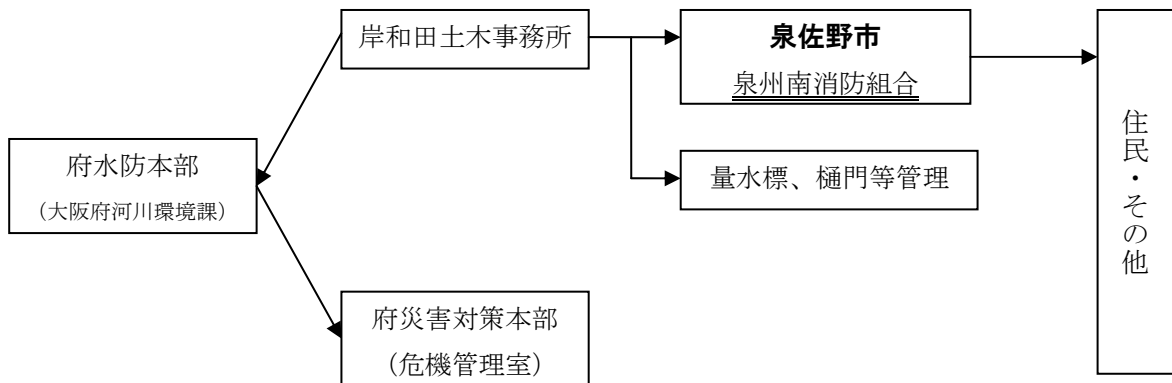 岸和田土木事務所
泉佐野市
泉州南消防組合
府水防本部
（大阪府河川環境課）
量水標、樋門等管理
府災害対策本部
（危機管理室）
住民・その他